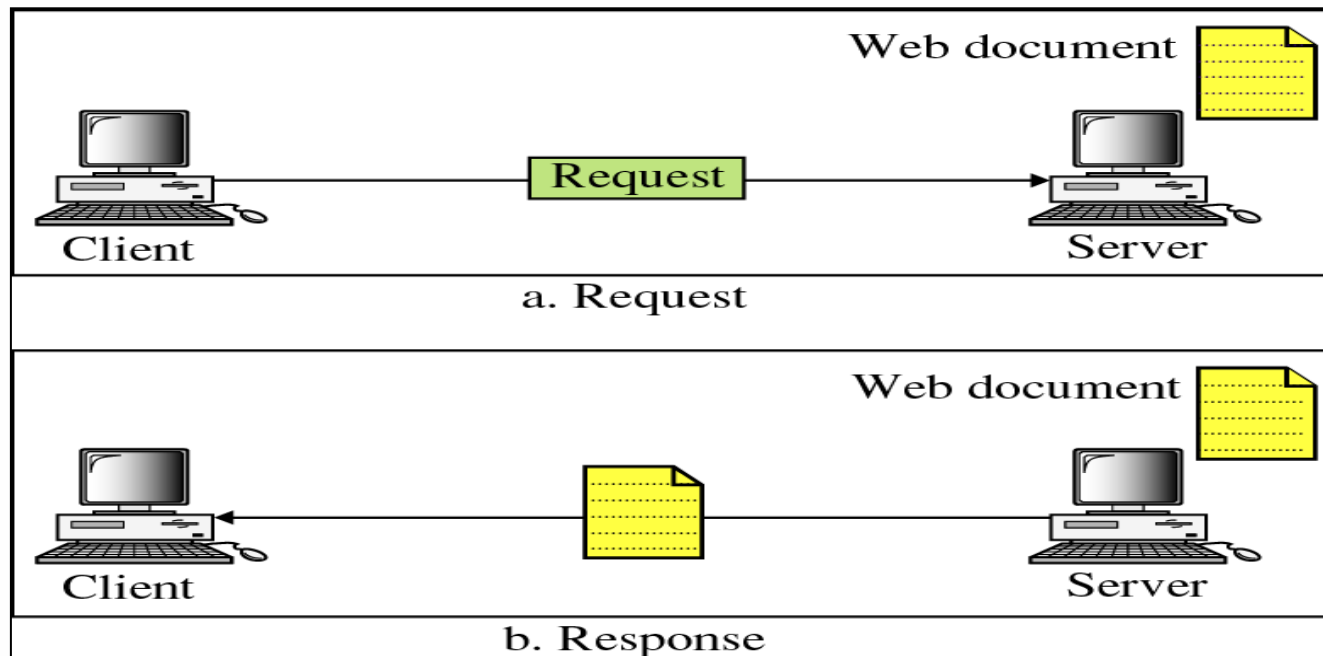 Web document
Request
Client
Server
a. Request
Web document
Client
Server
b. Response